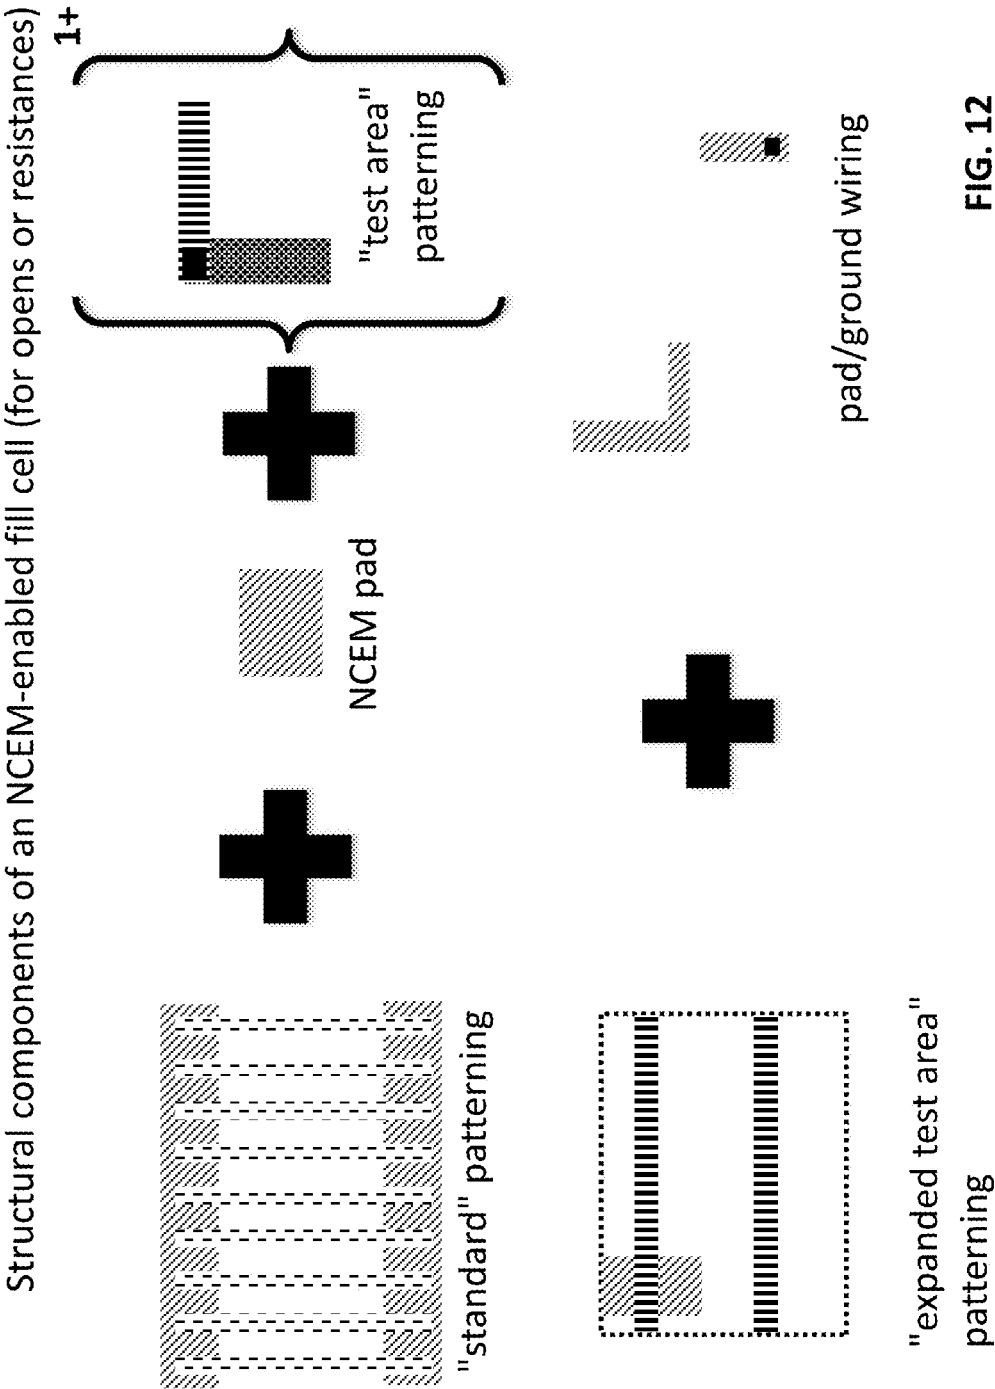 Structural components of an NCEM-enabled fill cell (for opens or resistances)
1+
"standard" patterning
NCEM pad
"test area"
patterning
"expanded test area"
patterning
pad/ground wiring
FIG. 12